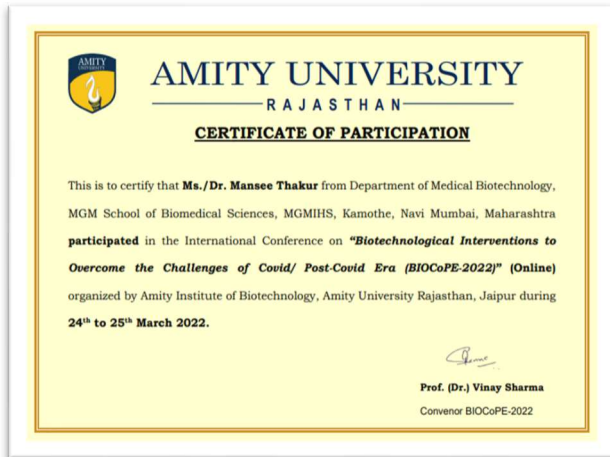 AMITY
UNIVERSITY
AMITY UNIVERSITY
RAJASTHAN
CERTIFICATE OF PARTICIPATION
This is to certify that Ms./Dr. Mansee Thakur from Department of Medical Biotechnology,
MGM School of Biomedical Sciences, MGMIHS, Kamothe, Navi Mumbai, Maharashtra
participated in the International Conference on "Biotechnological Interventions to
Overcome the Challenges of Covid/ Post-Covid Era (BIOCoPE-2022)" (Online)
organized by Amity Institute of Biotechnology, Amity University Rajasthan, Jaipur during
24th to 25th March 2022.
Prof. (Dr.) Vinay Sharma
Convenor BIOCoPE-2022